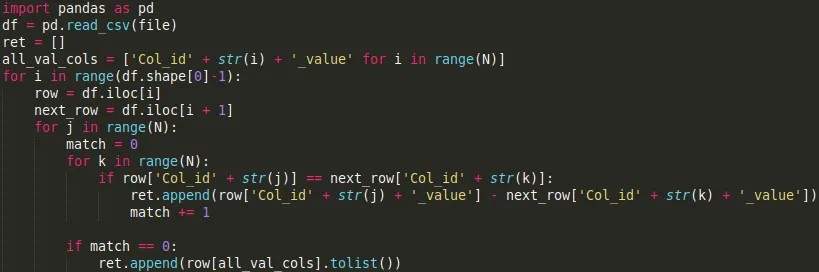 import pandas as pd
df = pd.read_csv(file)
ret = []
all_val_cols = ['Col_id' + str(i) + '_value' for i in range(N)]
for i in range(df.shape[0]-1):
    row = df.iloc[i]
    next_row = df.iloc[i + 1]
    for j in range(N):
        match = 0
        for k in range(N):
            if row['Col_id' + str(j)] == next_row['Col_id' + str(k)]:
                ret.append(row['Col_id' + str(j) + '_value'] - next_row['Col_id' + str(k) + '_value'])
                match += 1

        if match == 0:
            ret.append(row[all_val_cols].tolist())